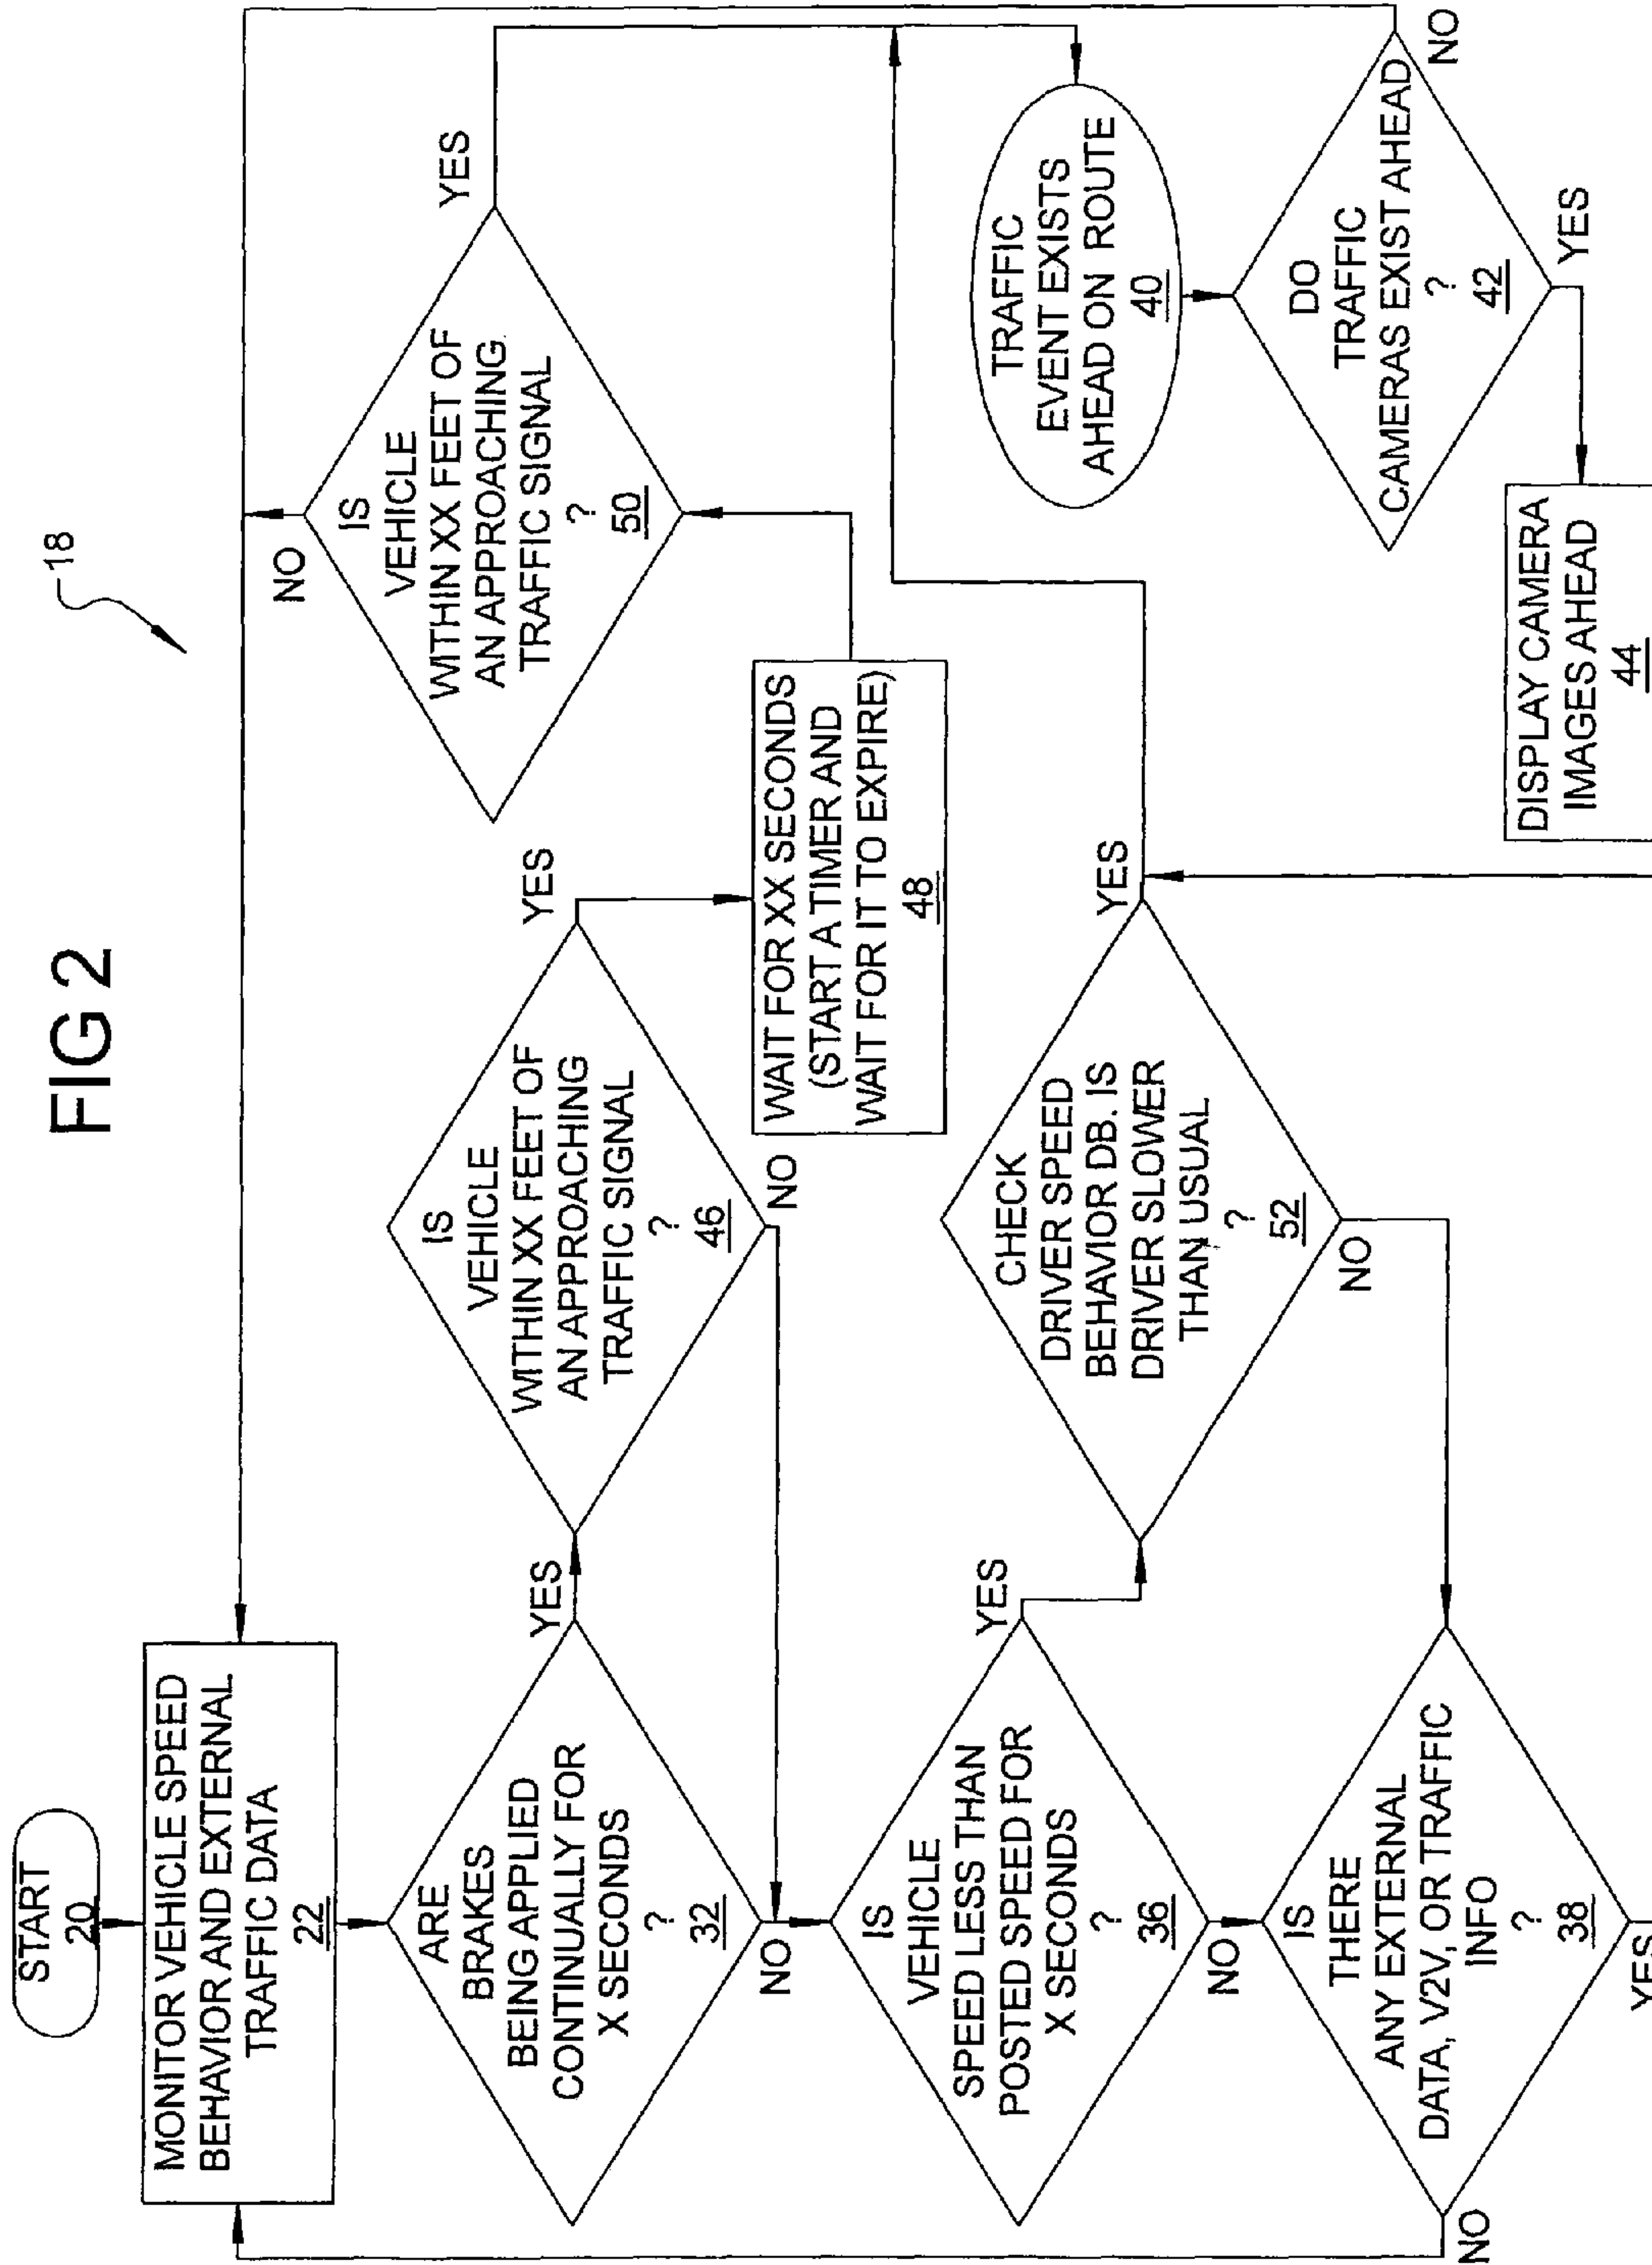 FIG 2
18
START
20
MONITOR VEHICLE SPEED
BEHAVIOR AND EXTERNAL
TRAFFIC DATA
22
ARE
BRAKES
BEING APPLIED
CONTINUALLY FOR
X SECONDS
?
32
YES
NO
IS
VEHICLE
WITHIN XX FEET OF
AN APPROACHING
TRAFFIC SIGNAL
?
46
YES
NO
WAIT FOR XX SECONDS
(START A TIMER AND
WAIT FOR IT TO EXPIRE)
48
IS
VEHICLE
WITHIN XX FEET OF
AN APPROACHING
TRAFFIC SIGNAL
?
50
NO
YES
IS
VEHICLE
SPEED LESS THAN
POSTED SPEED FOR
X SECONDS
?
36
YES
NO
CHECK
DRIVER SPEED
BEHAVIOR DB. IS
DRIVER SLOWER
THAN USUAL
?
52
YES
NO
TRAFFIC
EVENT EXISTS
AHEAD ON ROUTE
40
DO
TRAFFIC
CAMERAS EXIST AHEAD
?
42
NO
YES
DISPLAY CAMERA
IMAGES AHEAD
44
IS
THERE
ANY EXTERNAL
DATA, V2V, OR TRAFFIC
INFO
?
38
NO
YES